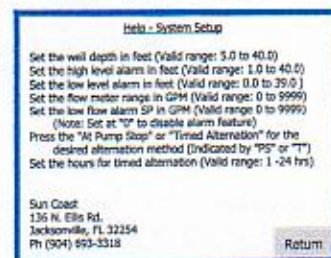 Help - System Setup
Set the well depth in feet (Valid range: 5.0 to 40.0)
Set the high level alarm in feet (Valid range: 1.0 to 40.0)
Set the low level alarm in feet (Valid range: 0.0 to 39.0 )
Set the flow meter range in GPM (Valid range: 0 to 9999)
Set the low flow alarm SP in GPM (Valid range: 0 to 9999)
(Note: Set at "0" to disable alarm feature)
Press the "At Pump Stop" or "Timed Alternation" for the
desired alternation method (Indicated by "PS" or "T")
Set the hours for timed alternation (Valid range: 1 -24 hrs)
Sun Coast
136 N. Ellis Rd.
Jacksonville, FL 32254
Ph (904) 693-3318
Return